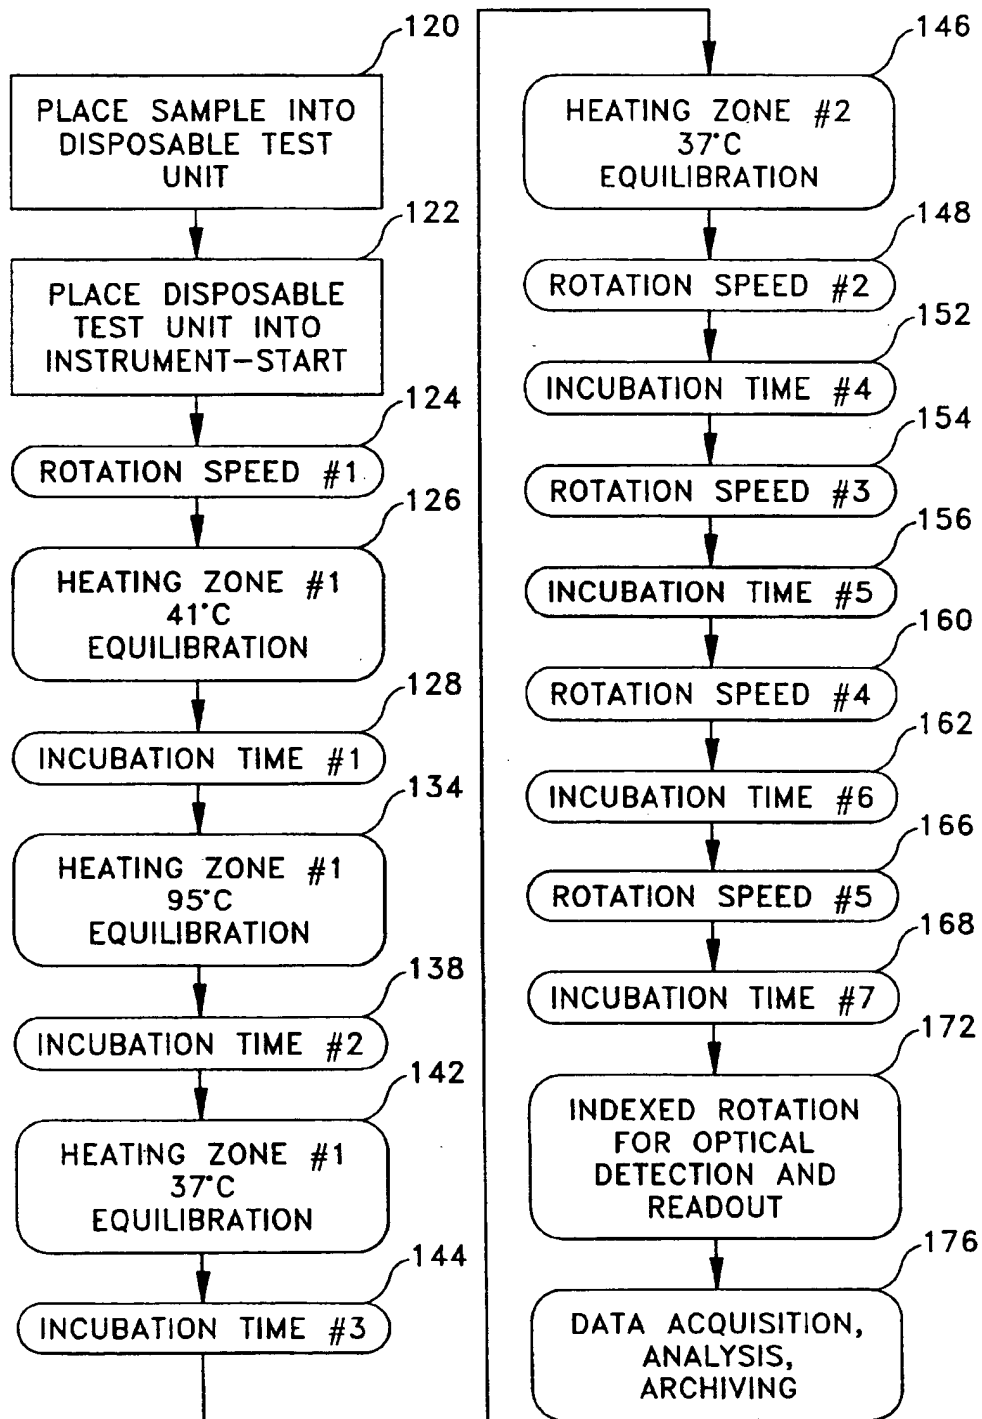 120
PLACE SAMPLE INTO
DISPOSABLE TEST
UNIT
122
PLACE DISPOSABLE
TEST UNIT INTO
INSTRUMENT-START
124
ROTATION SPEED #1
126
HEATING ZONE #1
41°C
EQUILIBRATION
128
INCUBATION TIME #1
134
HEATING ZONE #1
95°C
EQUILIBRATION
138
INCUBATION TIME #2
142
HEATING ZONE #1
37°C
EQUILIBRATION
144
INCUBATION TIME #3
146
HEATING ZONE #2
37°C
EQUILIBRATION
148
ROTATION SPEED #2
152
INCUBATION TIME #4
154
ROTATION SPEED #3
156
INCUBATION TIME #5
160
ROTATION SPEED #4
162
INCUBATION TIME #6
166
ROTATION SPEED #5
168
INCUBATION TIME #7
172
INDEXED ROTATION
FOR OPTICAL
DETECTION AND
READOUT
176
DATA ACQUISITION,
ANALYSIS,
ARCHIVING